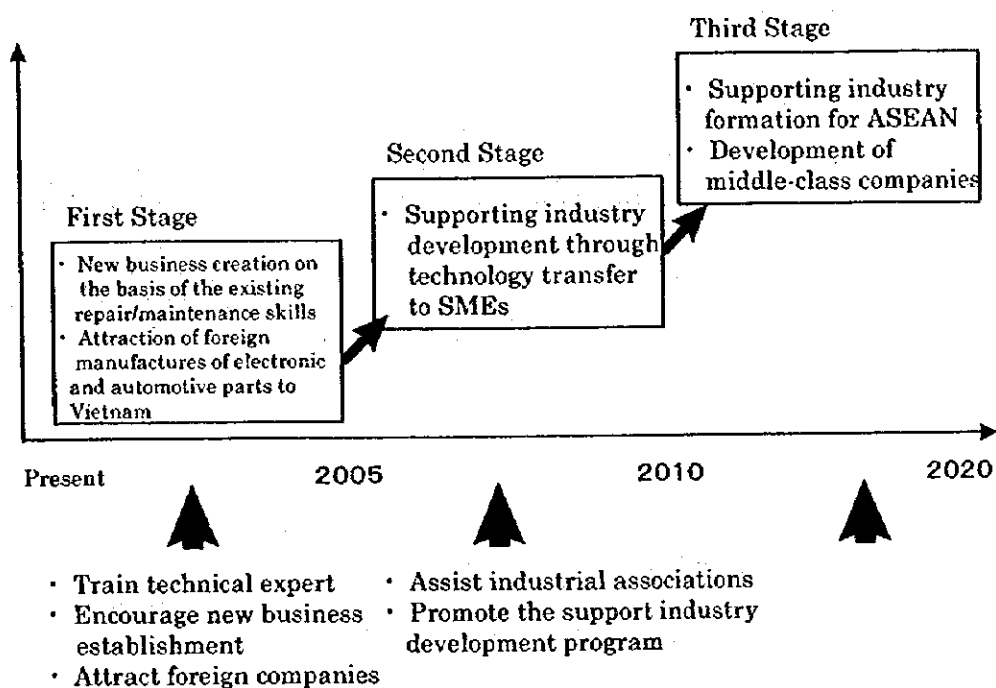 Third Stage
・ Supporting industry
formation for ASEAN
・ Development of
middle-class companies
Second Stage
・ Supporting industry
development through
technology transfer
to SMEs
First Stage
・ New business creation on
the basis of the existing
repair/maintenance skills
・ Attraction of foreign
manufactures of electronic
and automotive parts to
Vietnam
Present 2005 2010 2020
・ Train technical expert
・ Encourage new business
establishment
・ Attract foreign companies
・ Assist industrial associations
・ Promote the support industry
development program